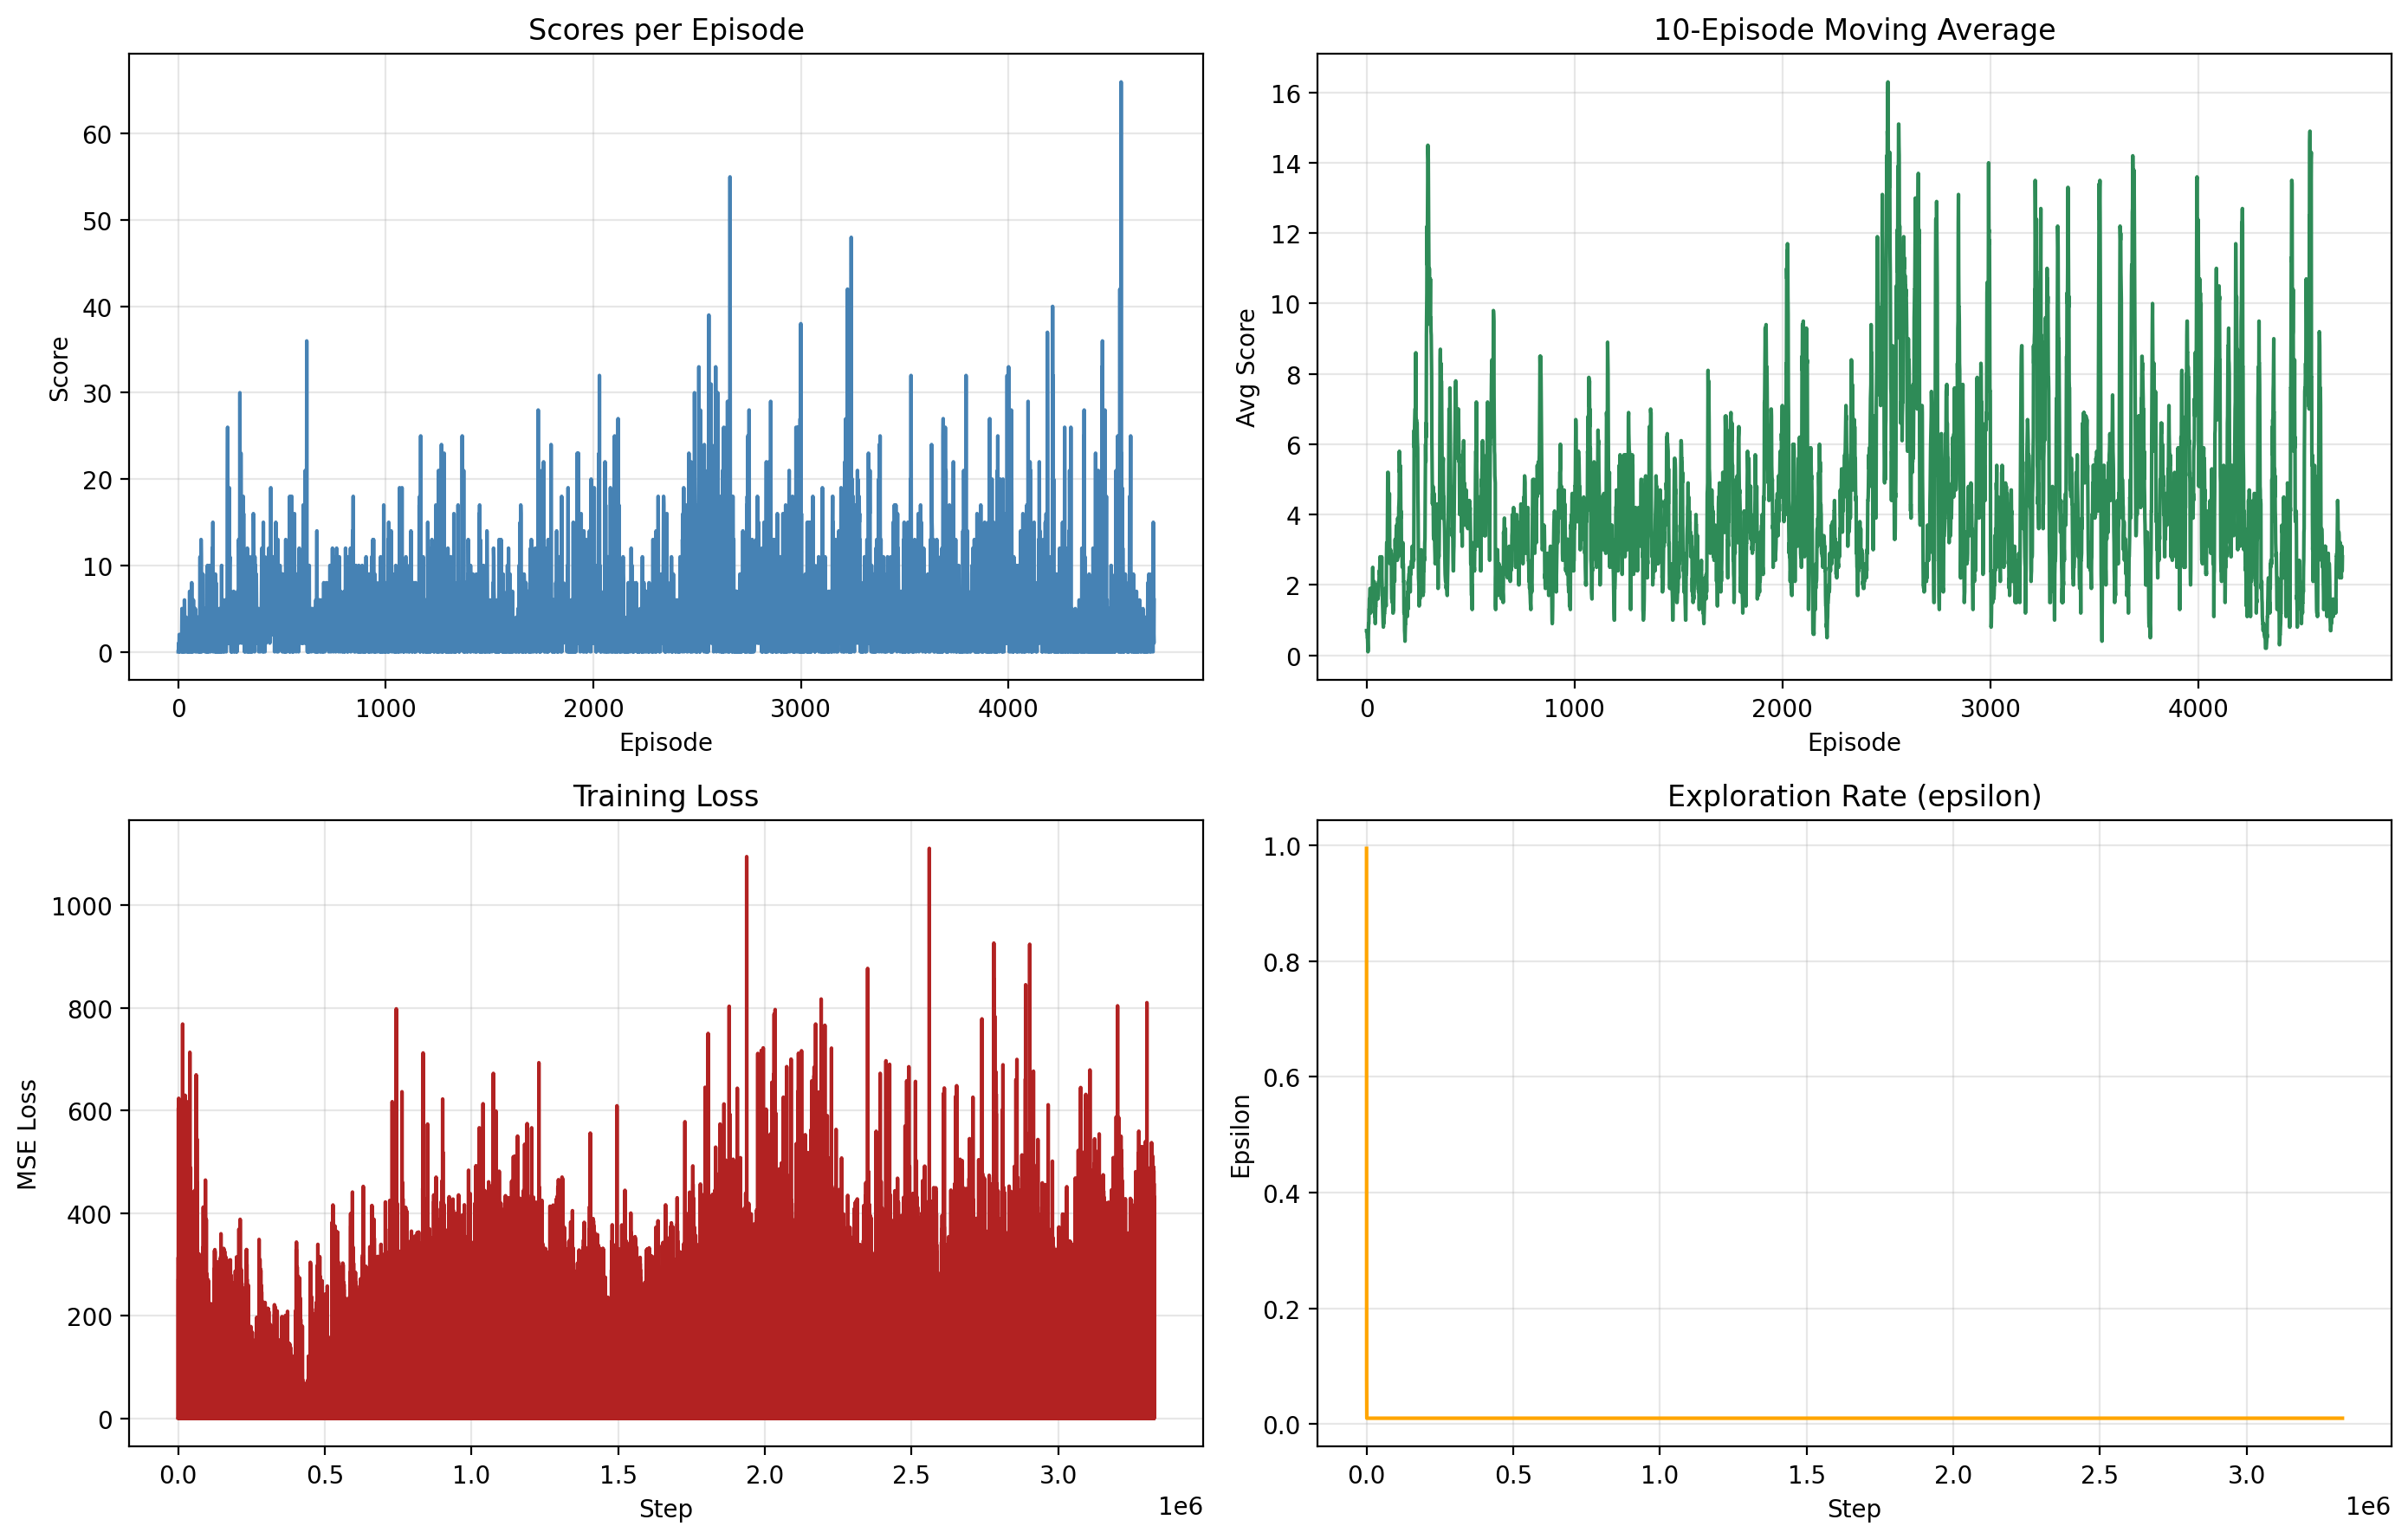 Scores per Episode
60
50
40
30
20
10
0
Score
0 1000 2000 3000 4000
Episode
10-Episode Moving Average
16
14
12
10
8
6
4
2
0
Avg Score
0 1000 2000 3000 4000
Episode
Training Loss
1000
800
600
400
200
0
MSE Loss
0.0 0.5 1.0 1.5 2.0 2.5 3.0
1e6
Step
Exploration Rate (epsilon)
1.0
0.8
0.6
0.4
0.2
0.0
Epsilon
0.0 0.5 1.0 1.5 2.0 2.5 3.0
1e6
Step